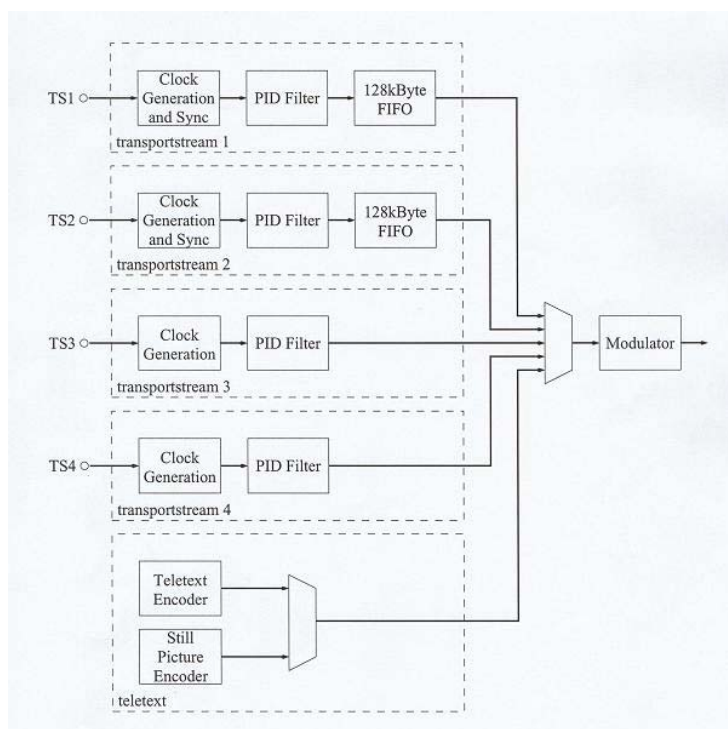 TS1
Clock
Generation
and Sync
PID Filter
128kByte
FIFO
transportstream 1
TS2
Clock
Generation
and Sync
PID Filter
128kByte
FIFO
transportstream 2
TS3
Clock
Generation
PID Filter
Modulator
transportstream 3
TS4
Clock
Generation
PID Filter
transportstream 4
Teletext
Encoder
Still
Picture
Encoder
teletext